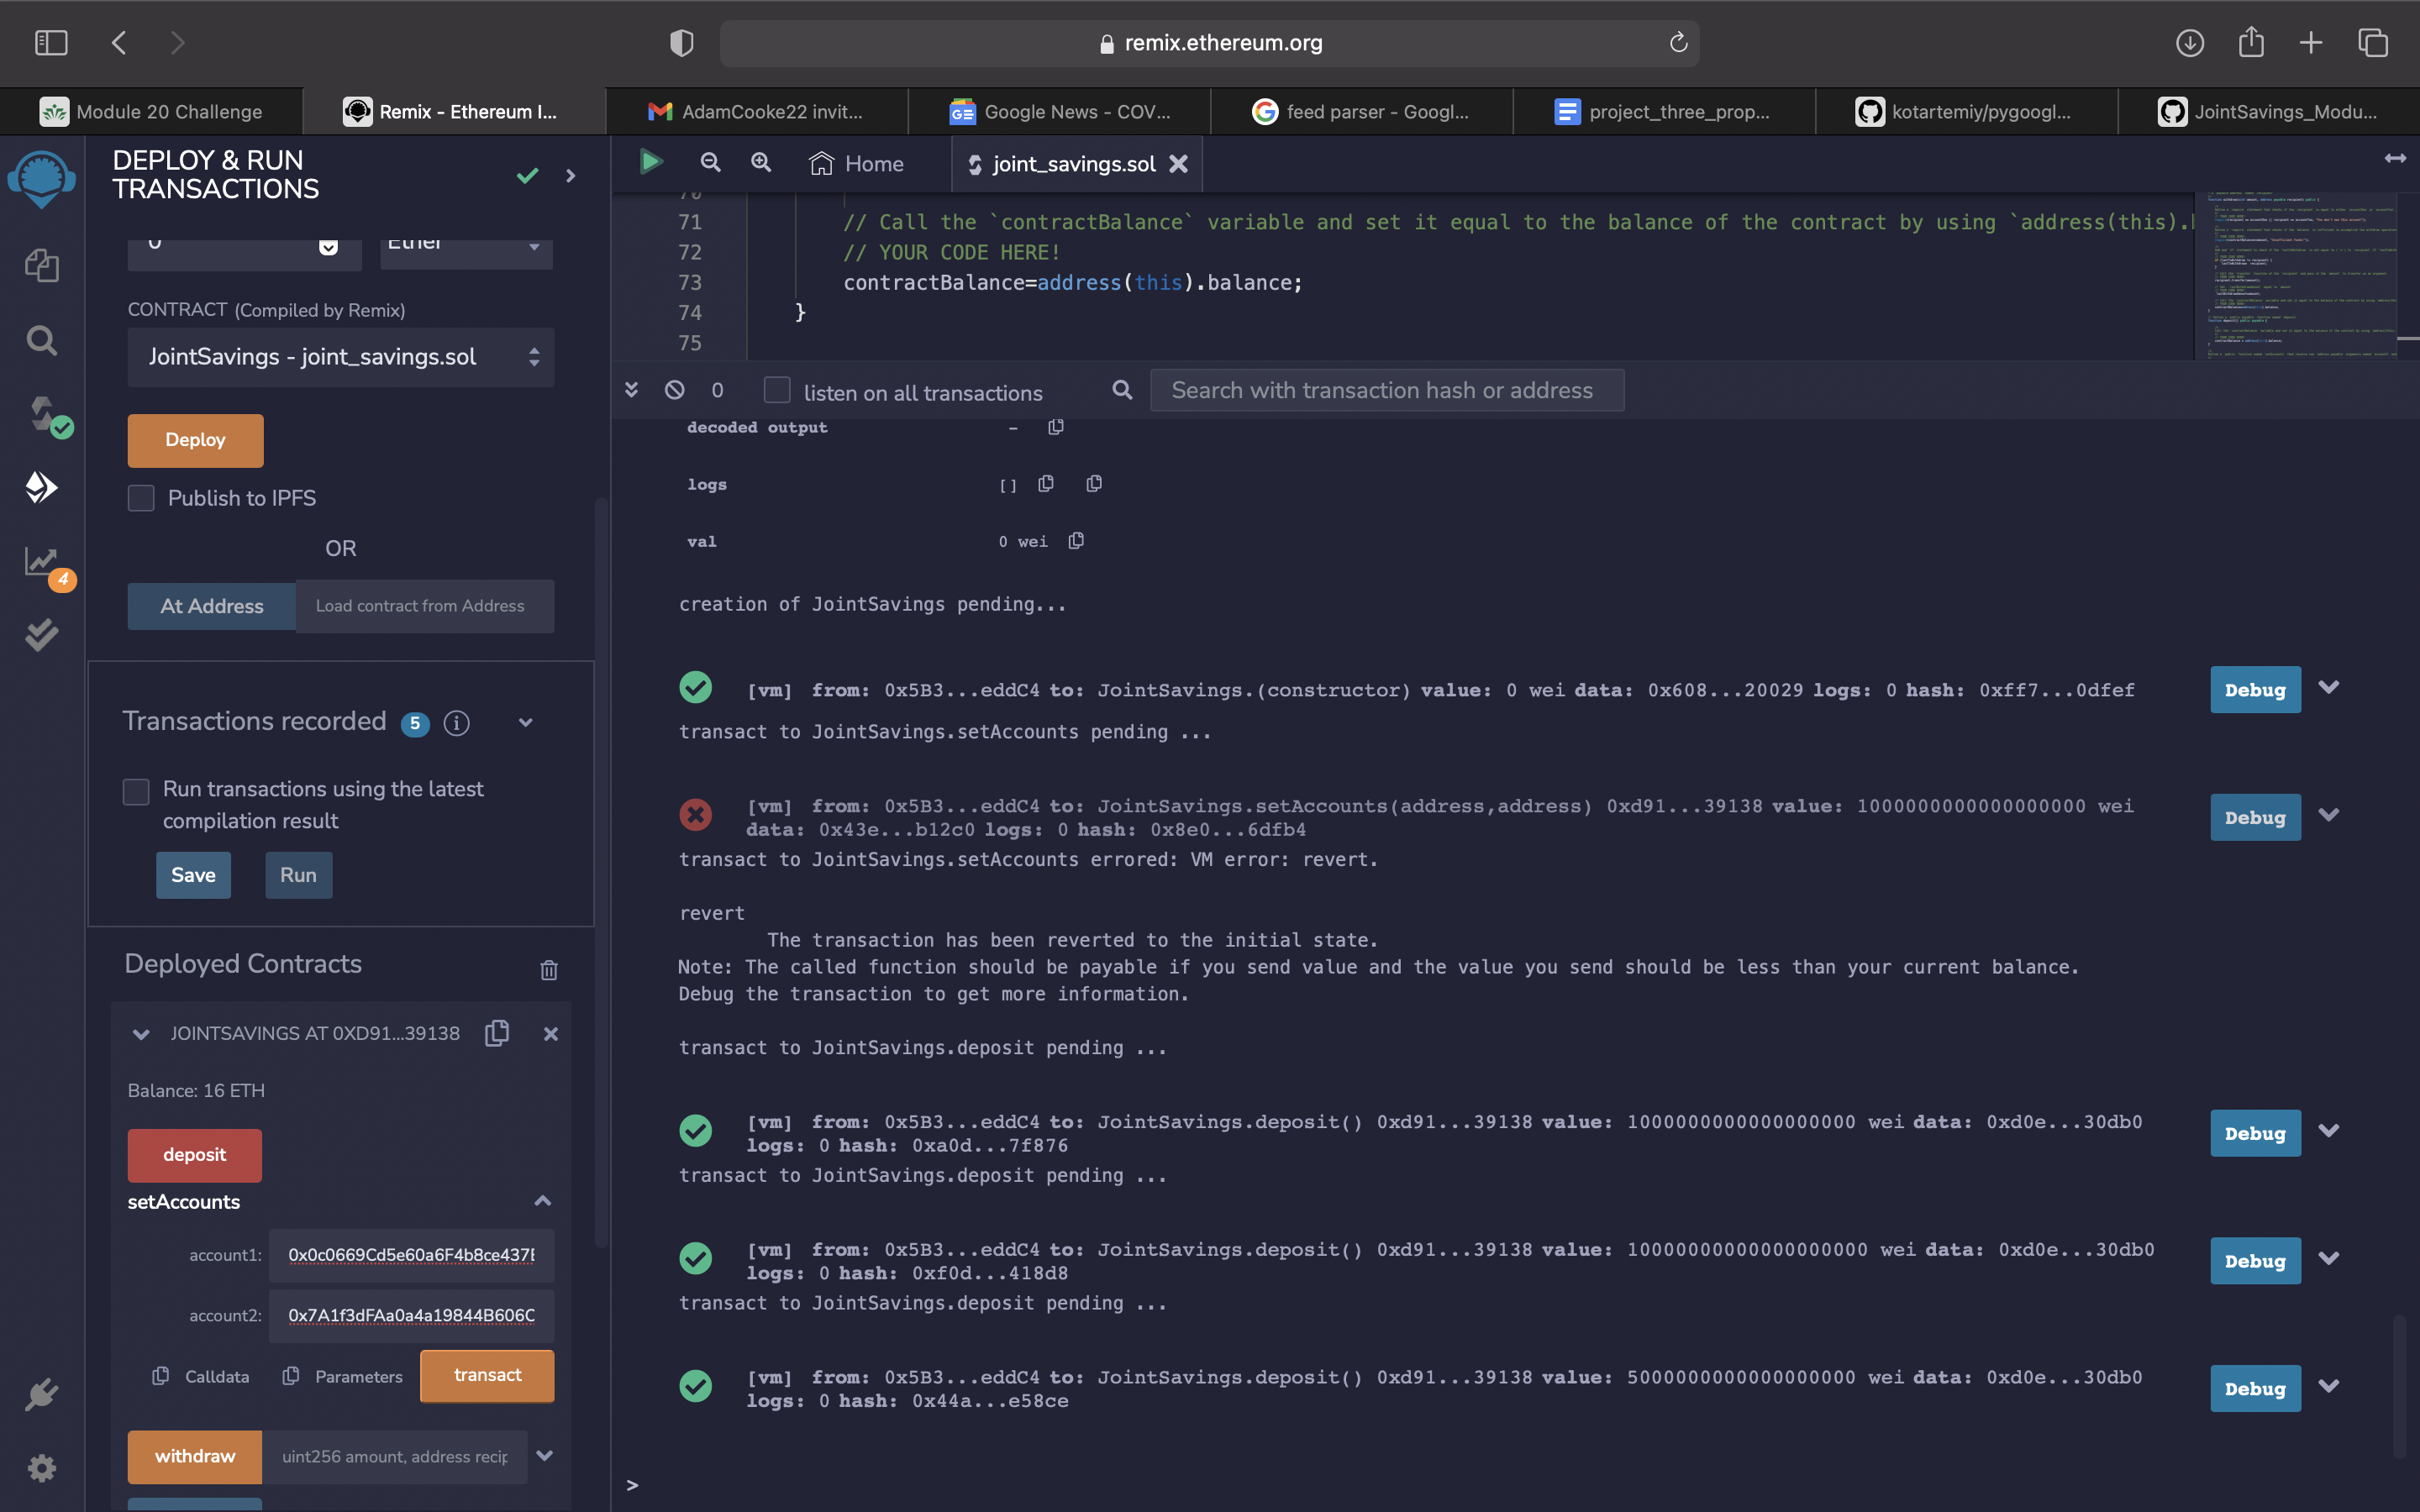 remix.ethereum.org
Module 20 Challenge
Remix - Ethereum I...
AdamCooke22 invit...
Google News - COV...
feed parser - Googl...
project_three_prop...
kotartemiy/pygoogl...
JointSavings_Modu...
DEPLOY & RUN
TRANSACTIONS
0
Ether
CONTRACT (Compiled by Remix)
JointSavings - joint_savings.sol
Deploy
Publish to IPFS
OR
At Address
Load contract from Address
4
Transactions recorded 5
Run transactions using the latest
compilation result
Save
Run
Deployed Contracts
JOINTSAVINGS AT 0XD91...39138
Balance: 16 ETH
deposit
setAccounts
account1: 0x0c0669Cd5e60a6F4b8ce437E
account2: 0x7A1f3dFAa0a4a19844B606C
Calldata
Parameters
transact
withdraw
uint256 amount, address recip
Home
joint_savings.sol
70
71 // Call the `contractBalance` variable and set it equal to the balance of the contract by using `address(this).b
72 // YOUR CODE HERE!
73 contractBalance=address(this).balance;
74 }
75
0
listen on all transactions
Search with transaction hash or address
decoded output -
logs []
val 0 wei
creation of JointSavings pending...
[vm] from: 0x5B3...eddC4 to: JointSavings.(constructor) value: 0 wei data: 0x608...20029 logs: 0 hash: 0xff7...0dfef
Debug
transact to JointSavings.setAccounts pending ...
[vm] from: 0x5B3...eddC4 to: JointSavings.setAccounts(address,address) 0xd91...39138 value: 1000000000000000000 wei
data: 0x43e...b12c0 logs: 0 hash: 0x8e0...6dfb4
Debug
transact to JointSavings.setAccounts errored: VM error: revert.
revert
The transaction has been reverted to the initial state.
Note: The called function should be payable if you send value and the value you send should be less than your current balance.
Debug the transaction to get more information.
transact to JointSavings.deposit pending ...
[vm] from: 0x5B3...eddC4 to: JointSavings.deposit() 0xd91...39138 value: 1000000000000000000 wei data: 0xd0e...30db0
logs: 0 hash: 0xa0d...7f876
Debug
transact to JointSavings.deposit pending ...
[vm] from: 0x5B3...eddC4 to: JointSavings.deposit() 0xd91...39138 value: 10000000000000000000 wei data: 0xd0e...30db0
logs: 0 hash: 0xf0d...418d8
Debug
transact to JointSavings.deposit pending ...
[vm] from: 0x5B3...eddC4 to: JointSavings.deposit() 0xd91...39138 value: 5000000000000000000 wei data: 0xd0e...30db0
logs: 0 hash: 0x44a...e58ce
Debug
>